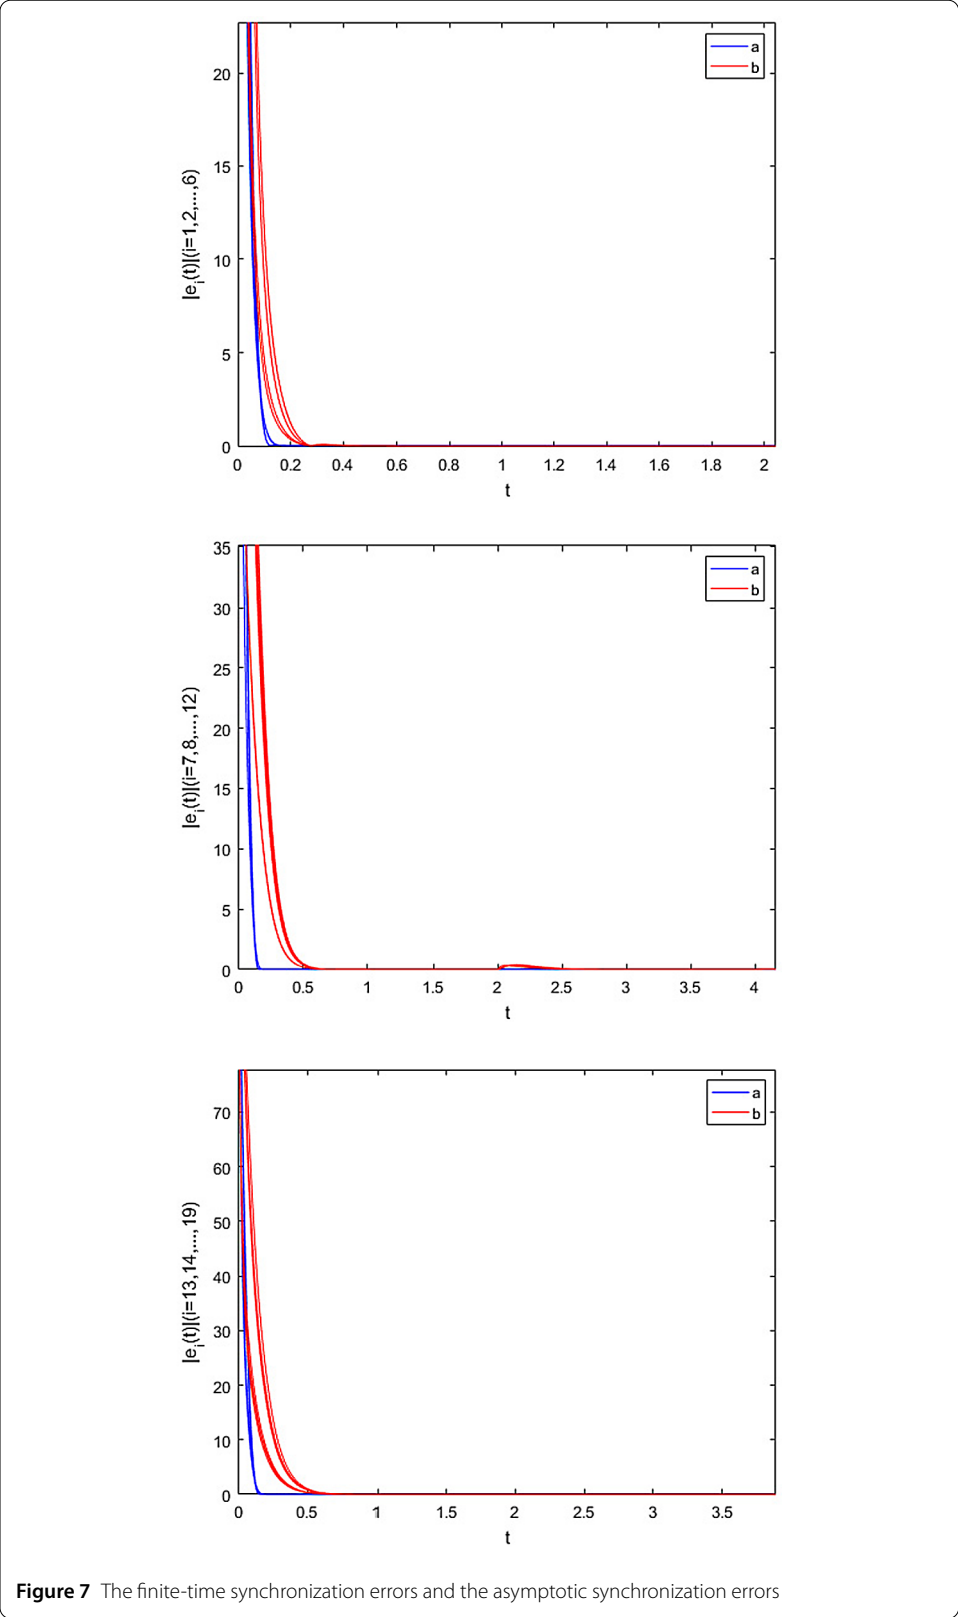 a
b
20
15
10
5
0
|e_i(t)|(i=1,2,...,6)
0 0.2 0.4 0.6 0.8 1 1.2 1.4 1.6 1.8 2
t
a
b
35
30
25
20
15
10
5
0
|e_i(t)|(i=7,8,...,12)
0 0.5 1 1.5 2 2.5 3 3.5 4
t
a
b
70
60
50
40
30
20
10
0
|e_i(t)|(i=13,14,...,19)
0 0.5 1 1.5 2 2.5 3 3.5
t
Figure 7 The finite-time synchronization errors and the asymptotic synchronization errors